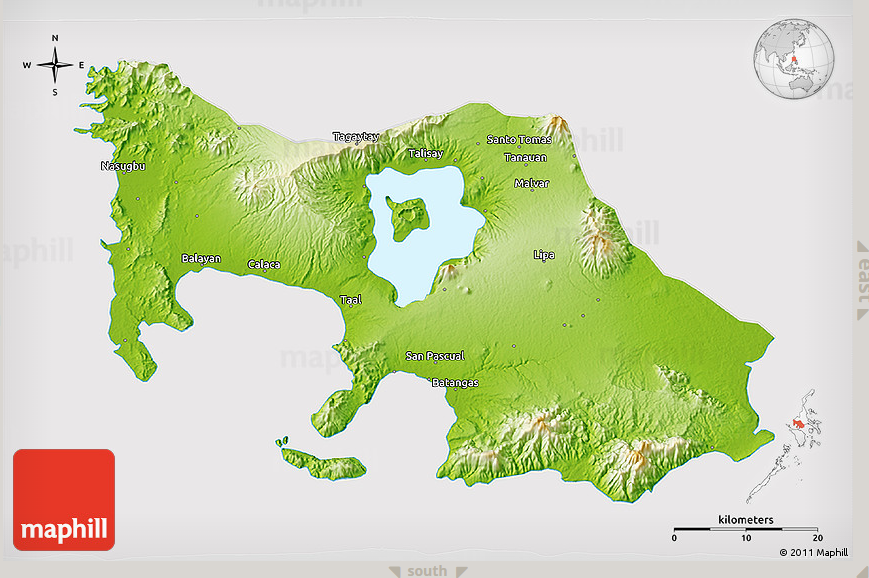 maphill
N
W E
S
Tagaytay
Santo Tomas
Talisay
Tanauan
maphill
Nasugbu
Malvar
maphill
maphill
Balayan
Calaca
Lipa
east
Taal
San Pascual
maphill
maphill
Batangas
maphill
kilometers
0 10 20
© 2011 Maphill
south